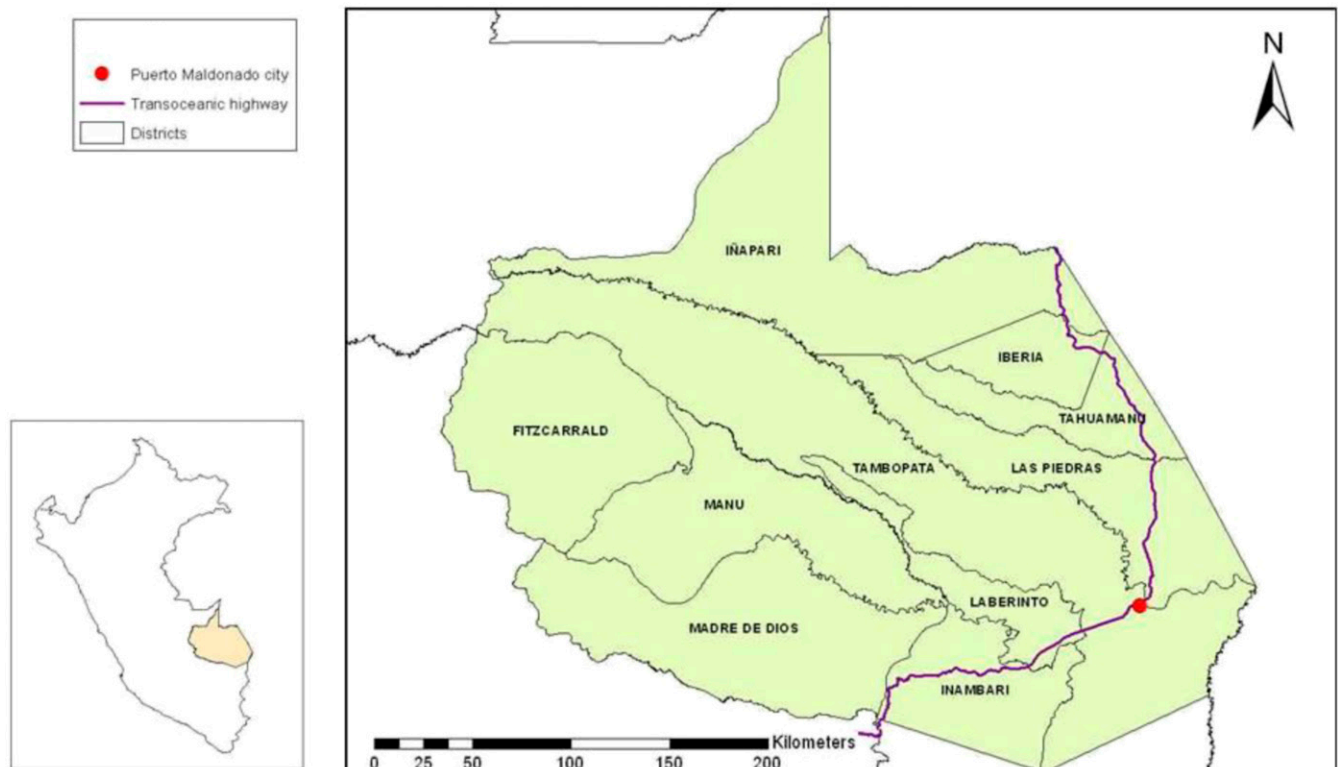 Puerto Maldonado city
Transoceanic highway
Districts
N
IÑAPARI
IBERIA
TAHUAMANU
FITZCARRALD
TAMBOPATA
LAS PIEDRAS
MANU
LABERINTO
MADRE DE DIOS
INAMBARI
Kilometers
0 25 50 100 150 200